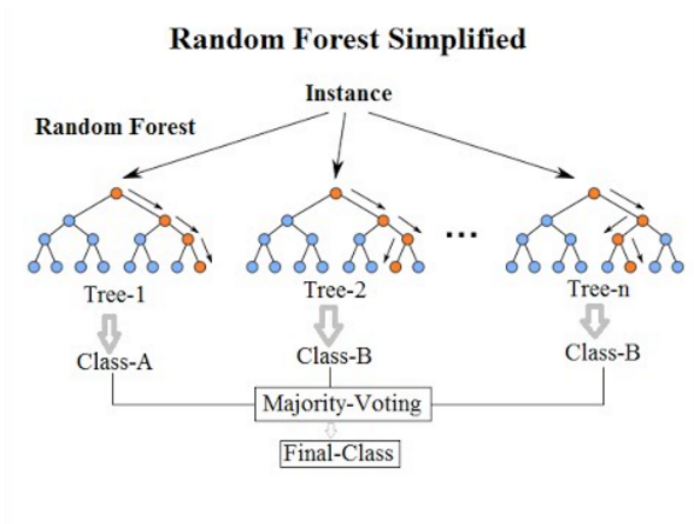 Random Forest Simplified
Instance
Random Forest
...
Tree-1
Tree-2
Tree-n
Class-A
Class-B
Class-B
Majority-Voting
Final-Class